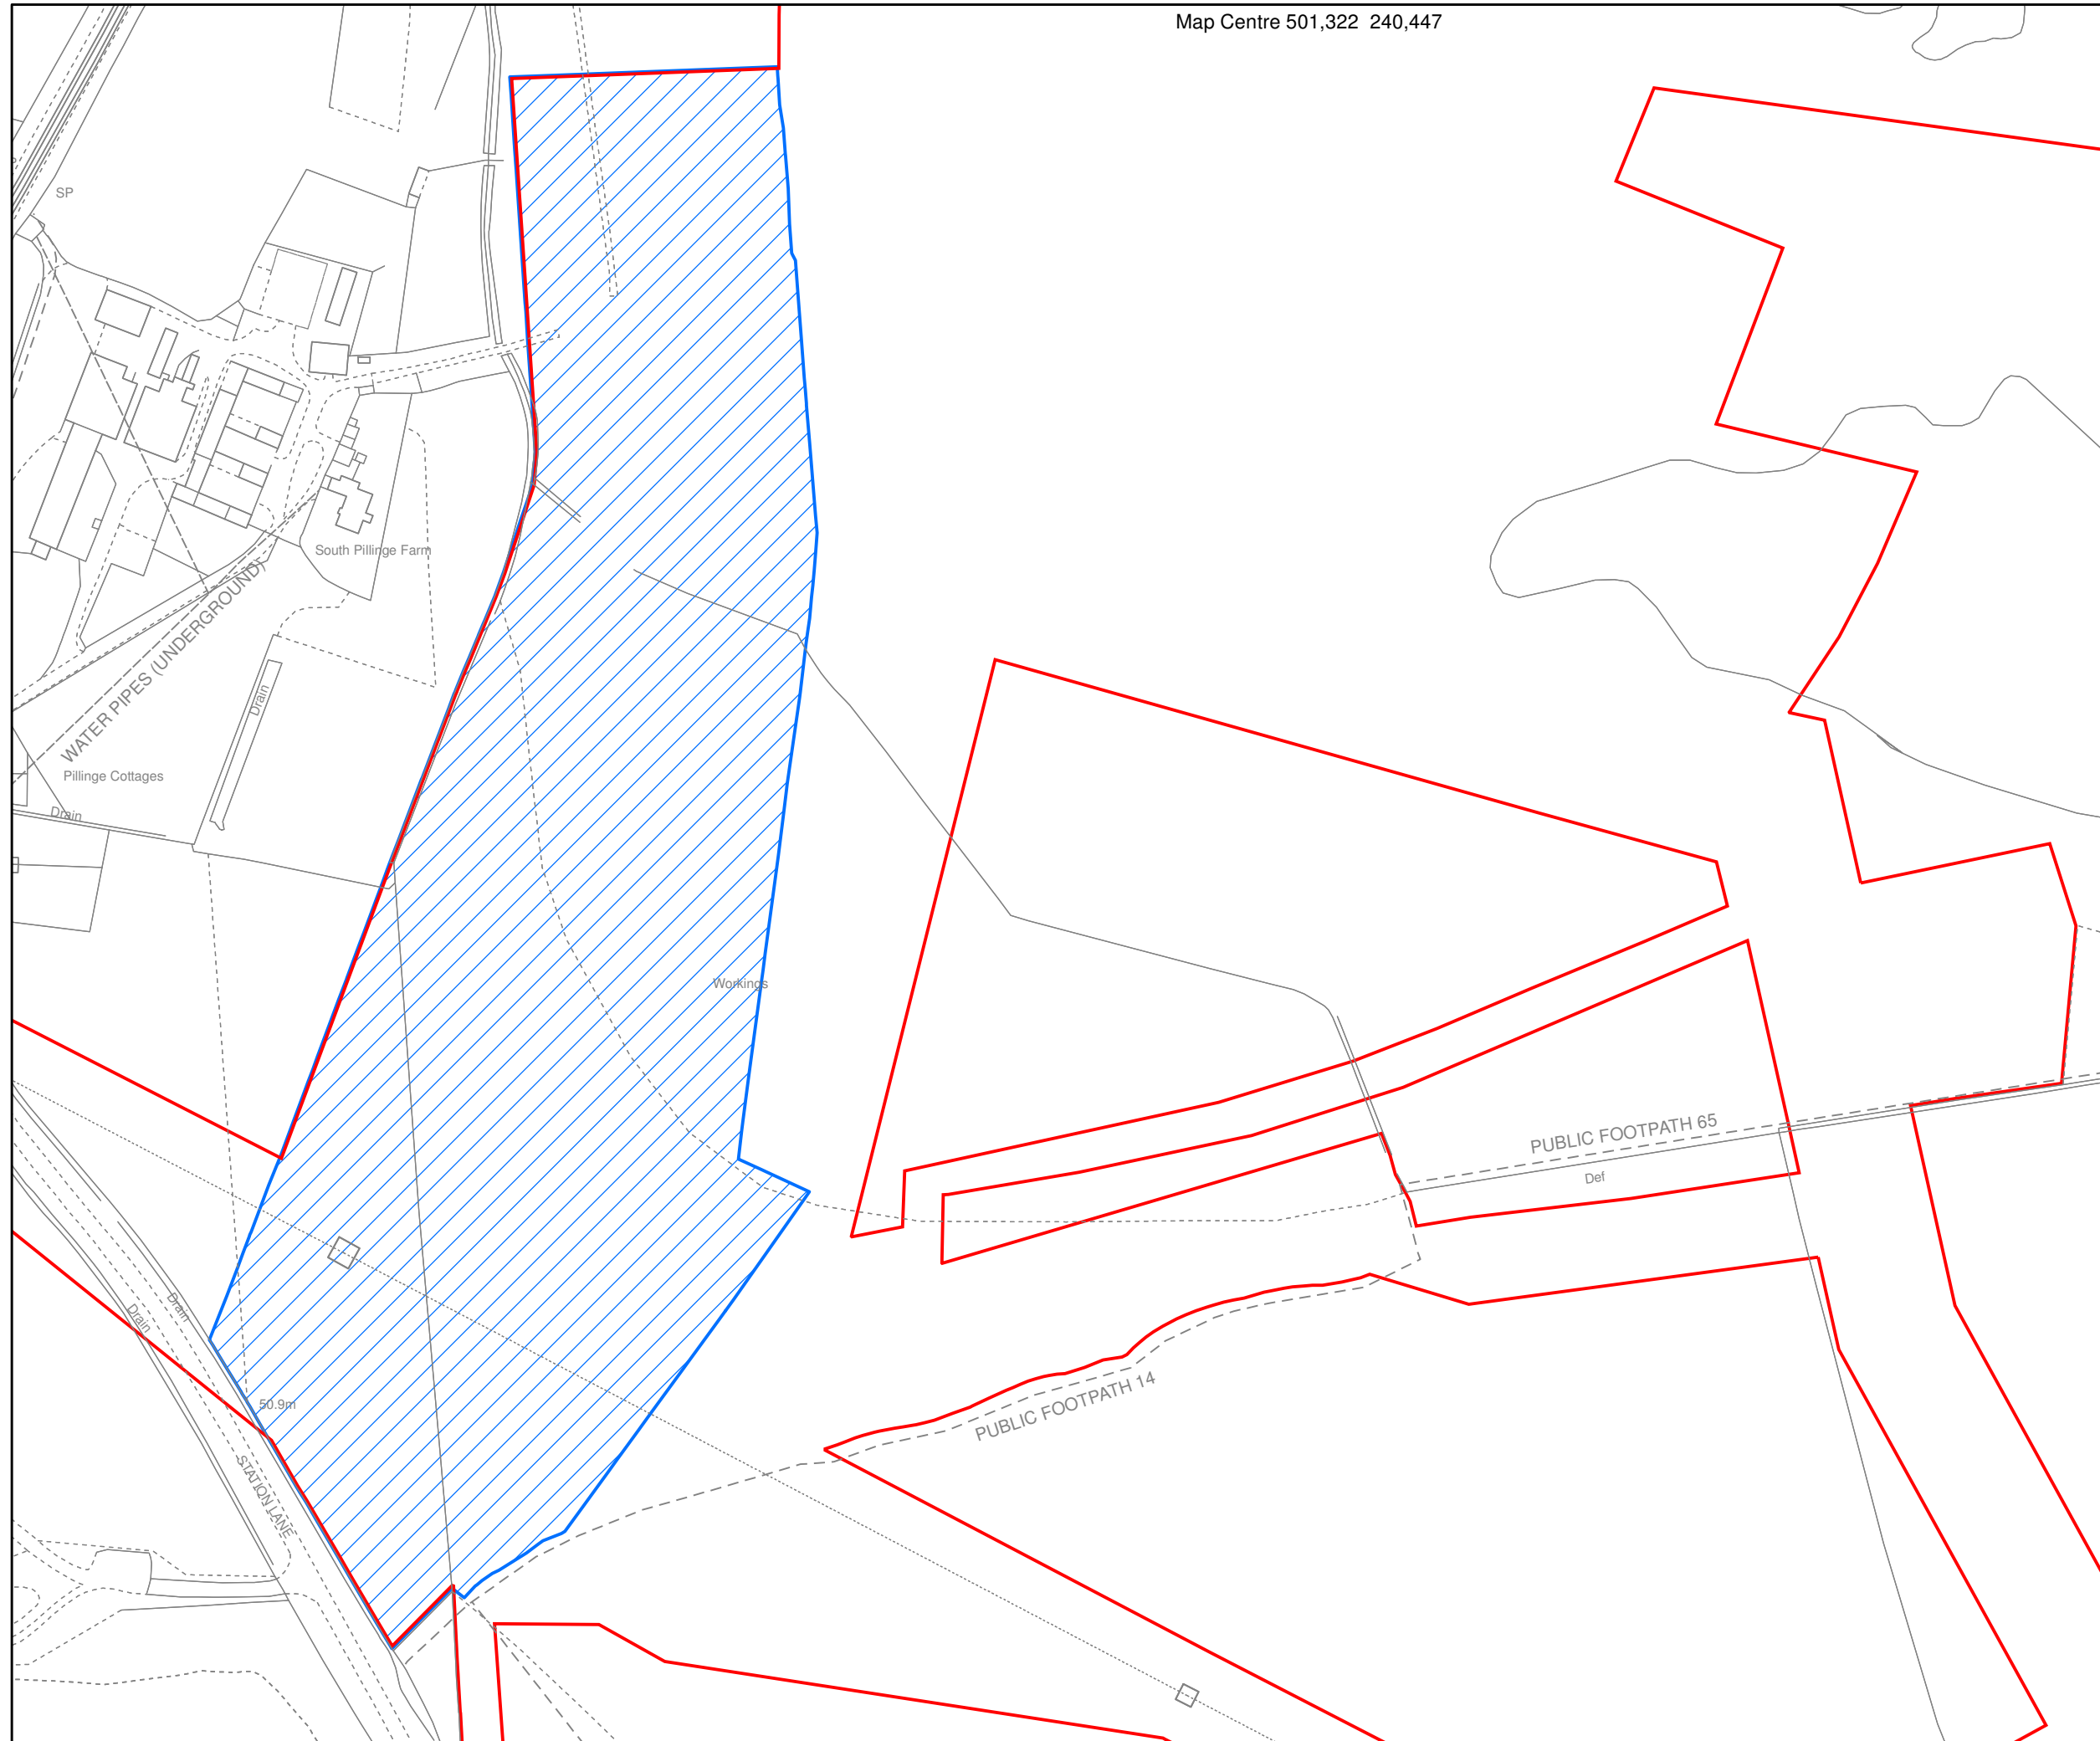 Map Centre 501,322 240,447
SP
South Pillinge Farm
WATER PIPES (UNDERGROUND)
Drain
Pillinge Cottages
Drain
Workings
PUBLIC FOOTPATH 65
Def
Drain
Drain
50.9m
PUBLIC FOOTPATH 14
STATION LANE